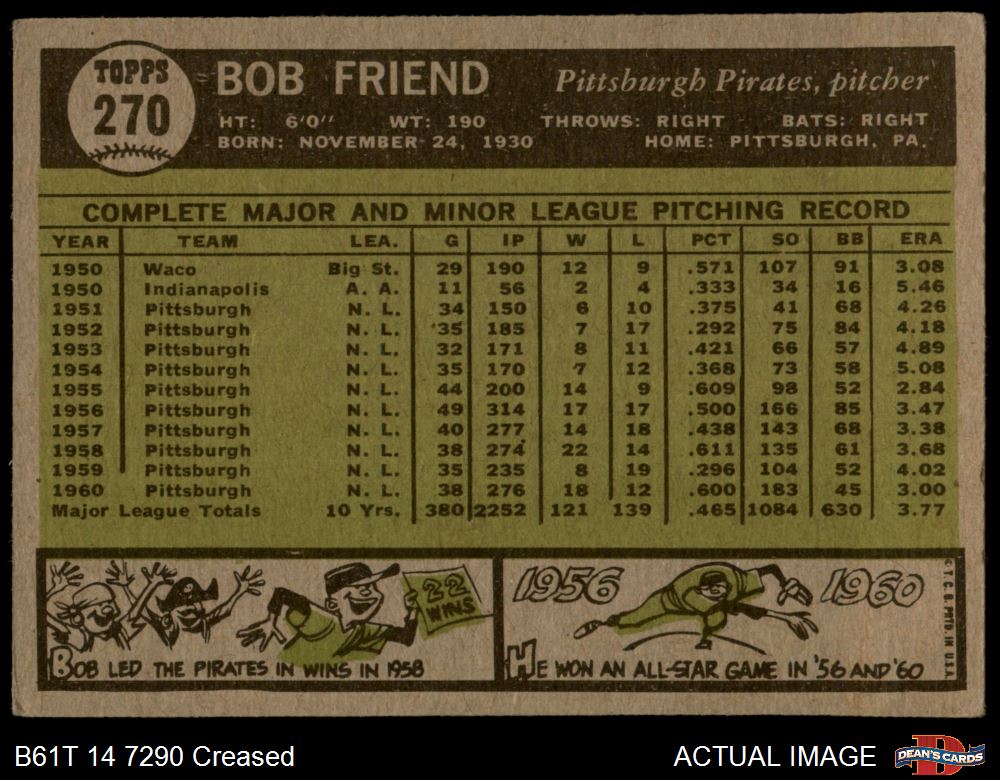 TOPPS
270
BOB FRIEND
Pittsburgh Pirates, pitcher
HT: 6'0" WT: 190 THROWS: RIGHT BATS: RIGHT
BORN: NOVEMBER 24, 1930 HOME: PITTSBURGH, PA.
COMPLETE MAJOR AND MINOR LEAGUE PITCHING RECORD
YEAR TEAM LEA. G IP W L PCT SO BB ERA
1950 Waco Big St. 29 190 12 9 .571 107 91 3.08
1950 Indianapolis A. A. 11 56 2 4 .333 34 16 5.46
1951 Pittsburgh N. L. 34 150 6 10 .375 41 68 4.26
1952 Pittsburgh N. L. 35 185 7 17 .292 75 84 4.18
1953 Pittsburgh N. L. 32 171 8 11 .421 66 57 4.89
1954 Pittsburgh N. L. 35 170 7 12 .368 73 58 5.08
1955 Pittsburgh N. L. 44 200 14 9 .609 98 52 2.84
1956 Pittsburgh N. L. 49 314 17 17 .500 166 85 3.47
1957 Pittsburgh N. L. 40 277 14 18 .438 143 68 3.38
1958 Pittsburgh N. L. 38 274 22 14 .611 135 61 3.68
1959 Pittsburgh N. L. 35 235 8 19 .296 104 52 4.02
1960 Pittsburgh N. L. 38 276 18 12 .600 183 45 3.00
Major League Totals 10 Yrs. 380 2252 121 139 .465 1084 630 3.77
22
WINS
BOB LED THE PIRATES IN WINS IN 1958
1956 1960
HE WON AN ALL-STAR GAME IN '56 AND '60
© T. C. G. PRTD. IN U.S.A.
B61T 14 7290 Creased
ACTUAL IMAGE
D
DEAN'S CARDS